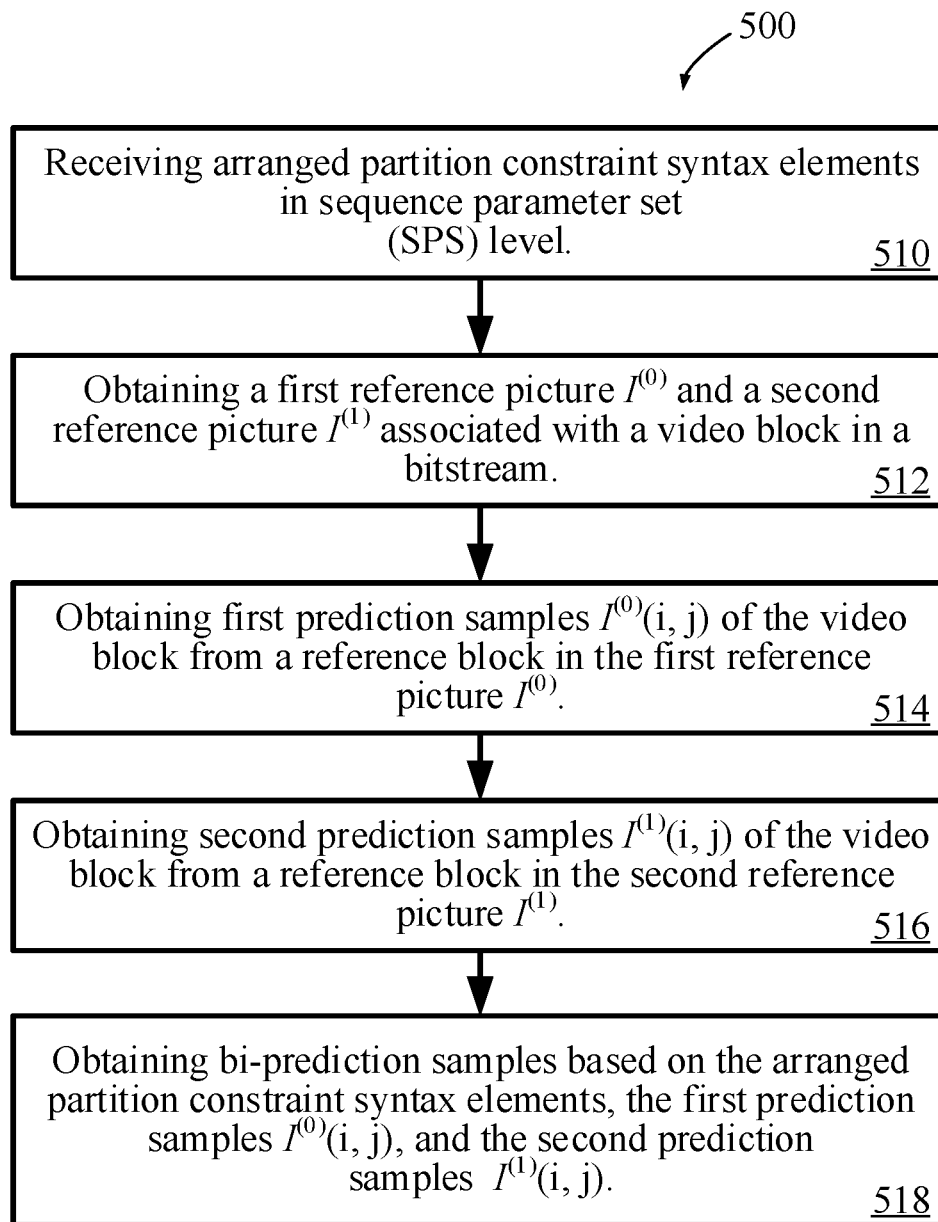 500
Receiving arranged partition constraint syntax elements
in sequence parameter set
(SPS) level.
510
Obtaining a first reference picture I⁽⁰⁾ and a second
reference picture I⁽¹⁾ associated with a video block in a
bitstream.
512
Obtaining first prediction samples I⁽⁰⁾(i, j) of the video
block from a reference block in the first reference
picture I⁽⁰⁾.
514
Obtaining second prediction samples I⁽¹⁾(i, j) of the video
block from a reference block in the second reference
picture I⁽¹⁾.
516
Obtaining bi-prediction samples based on the arranged
partition constraint syntax elements, the first prediction
samples I⁽⁰⁾(i, j), and the second prediction
samples I⁽¹⁾(i, j).
518